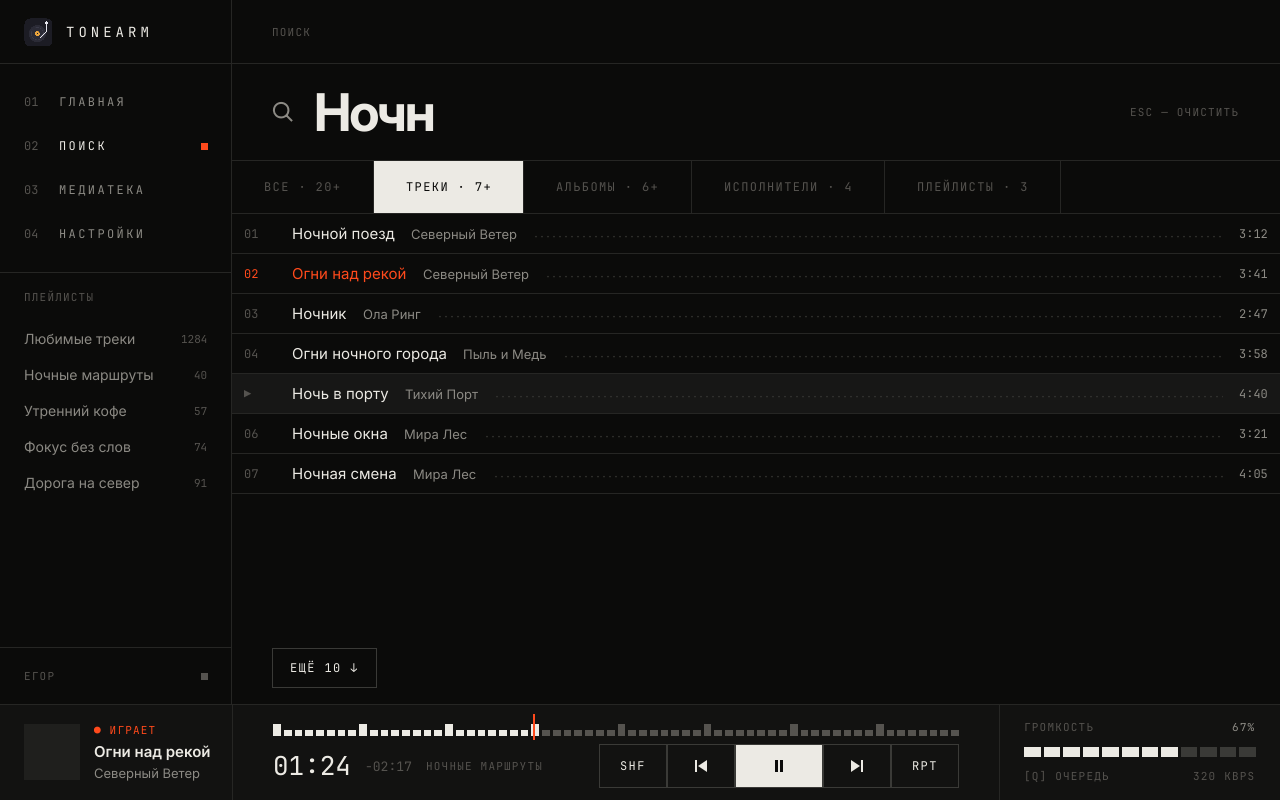 TONEARM
ПОИСК
01 ГЛАВНАЯ
02 ПОИСК
03 МЕДИАТЕКА
04 НАСТРОЙКИ
ПЛЕЙЛИСТЫ
Любимые треки 1284
Ночные маршруты 40
Утренний кофе 57
Фокус без слов 74
Дорога на север 91
ЕГОР
Ночн
ESC — ОЧИСТИТЬ
ВСЕ · 20+
ТРЕКИ · 7+
АЛЬБОМЫ · 6+
ИСПОЛНИТЕЛИ · 4
ПЛЕЙЛИСТЫ · 3
01 Ночной поезд Северный Ветер 3:12
02 Огни над рекой Северный Ветер 3:41
03 Ночник Ола Ринг 2:47
04 Огни ночного города Пыль и Медь 3:58
▶ Ночь в порту Тихий Порт 4:40
06 Ночные окна Мира Лес 3:21
07 Ночная смена Мира Лес 4:05
ЕЩЁ 10 ↓
ИГРАЕТ
Огни над рекой
Северный Ветер
01:24 -02:17 НОЧНЫЕ МАРШРУТЫ
SHF
RPT
ГРОМКОСТЬ 67%
[Q] ОЧЕРЕДЬ 320 KBPS